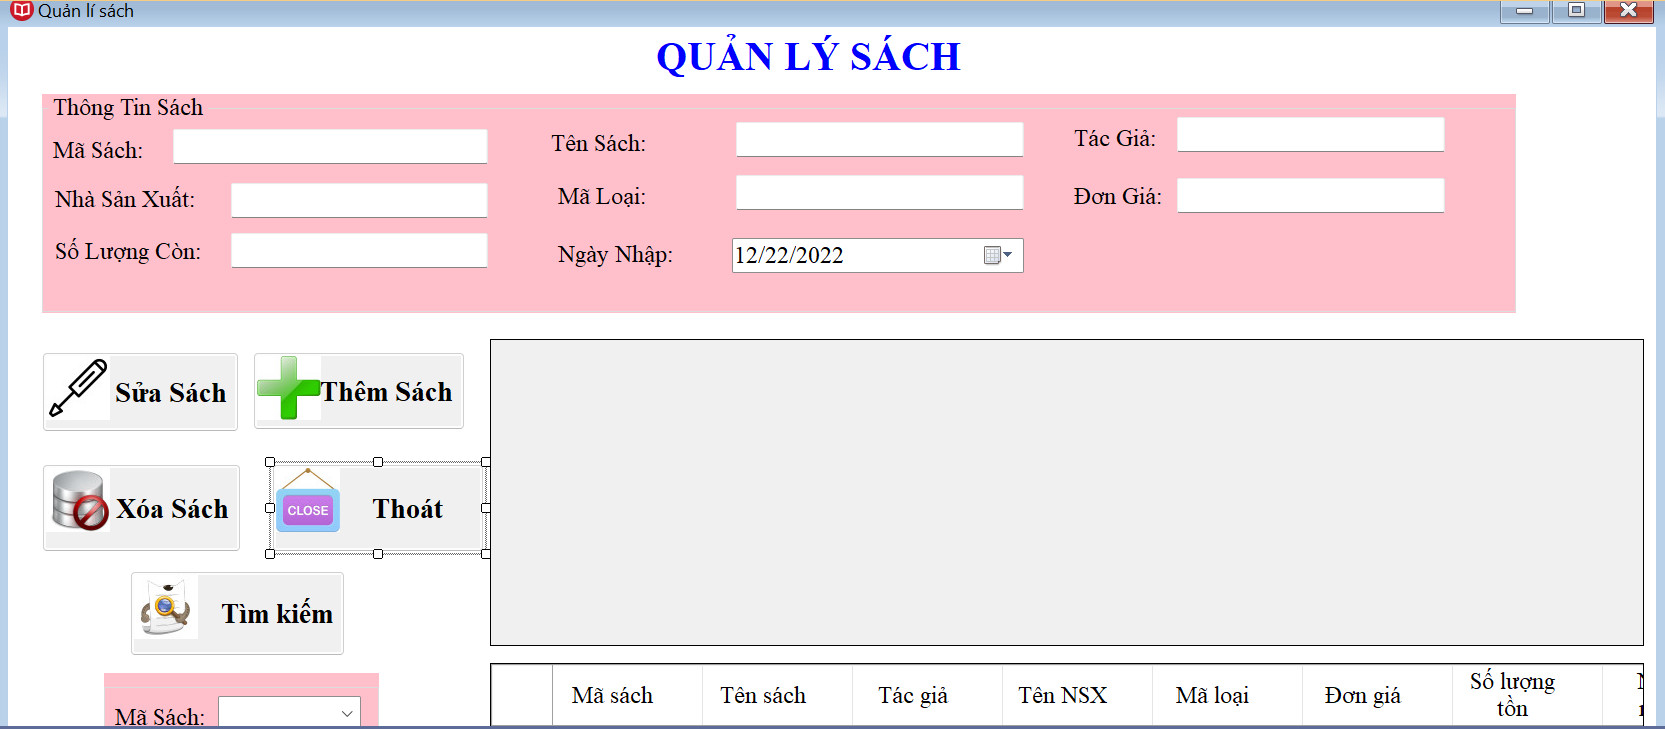 Quản lí sách
QUẢN LÝ SÁCH
Thông Tin Sách
Mã Sách:
Tên Sách:
Tác Giả:
Nhà Sản Xuất:
Mã Loại:
Đơn Giá:
Số Lượng Còn:
Ngày Nhập:
12/22/2022
Sửa Sách
Thêm Sách
Xóa Sách
CLOSE
Thoát
Tìm kiếm
Mã Sách:
Mã sách
Tên sách
Tác giả
Tên NSX
Mã loại
Đơn giá
Số lượng
tồn